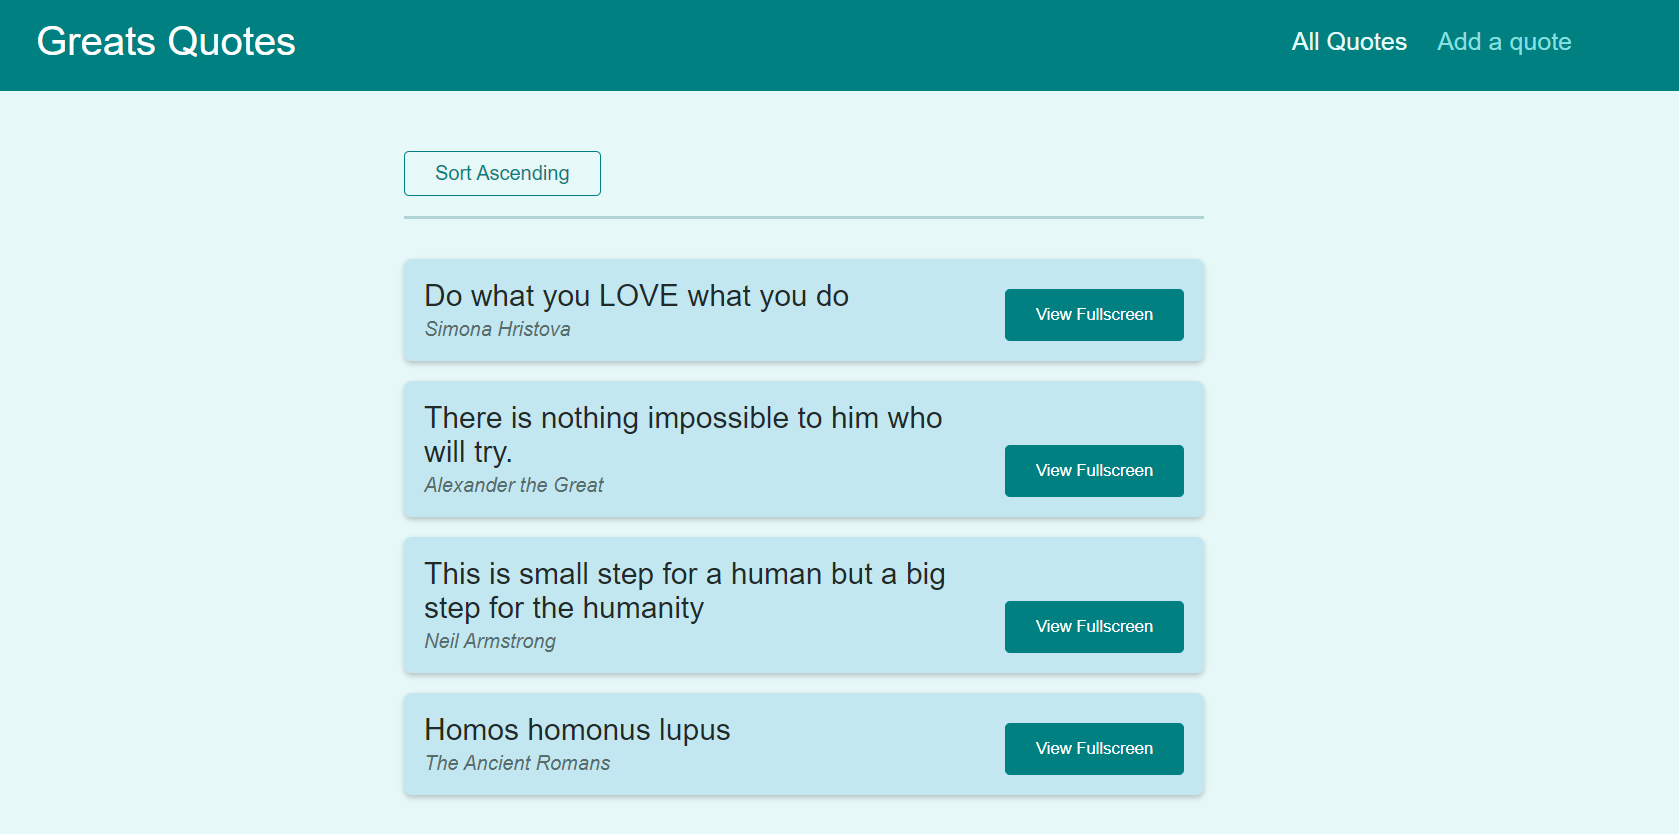 Greats Quotes
All Quotes
Add a quote
Sort Ascending
Do what you LOVE what you do
Simona Hristova
View Fullscreen
There is nothing impossible to him who
will try.
Alexander the Great
View Fullscreen
This is small step for a human but a big
step for the humanity
Neil Armstrong
View Fullscreen
Homos homonus lupus
The Ancient Romans
View Fullscreen